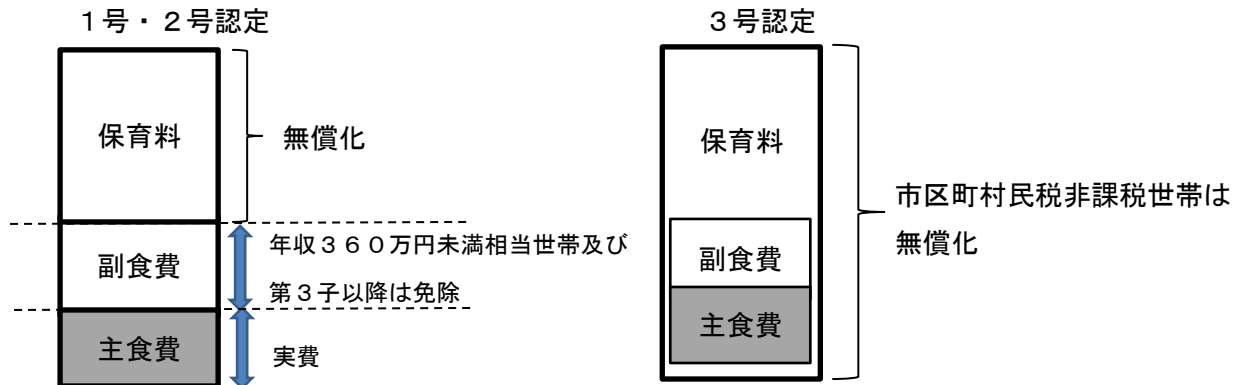 １号・２号認定
保育料
無償化
副食費
年収３６０万円未満相当世帯及び
第３子以降は免除
主食費
実費
３号認定
保育料
副食費
主食費
市区町村民税非課税世帯は
無償化